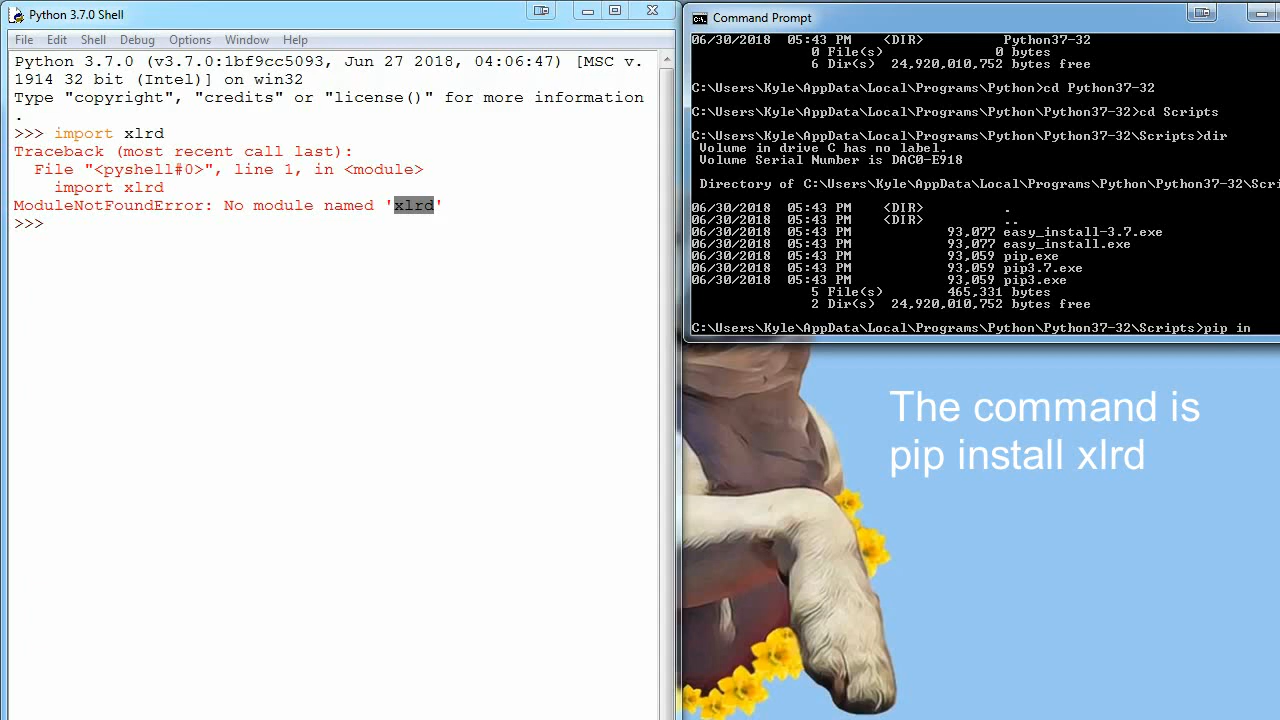 Python 3.7.0 Shell
File Edit Shell Debug Options Window Help
Python 3.7.0 (v3.7.0:1bf9cc5093, Jun 27 2018, 04:06:47) [MSC v.
1914 32 bit (Intel)] on win32
Type "copyright", "credits" or "license()" for more information
.
>>> import xlrd
Traceback (most recent call last):
  File "<pyshell#0>", line 1, in <module>
    import xlrd
ModuleNotFoundError: No module named 'xlrd'
>>>
Command Prompt
06/30/2018  05:43 PM    <DIR>          Python37-32
               0 File(s)              0 bytes
               6 Dir(s)  24,920,010,752 bytes free
C:\Users\Kyle\AppData\Local\Programs\Python>cd Python37-32
C:\Users\Kyle\AppData\Local\Programs\Python\Python37-32>cd Scripts
C:\Users\Kyle\AppData\Local\Programs\Python\Python37-32\Scripts>dir
 Volume in drive C has no label.
 Volume Serial Number is DAC0-E918
 Directory of C:\Users\Kyle\AppData\Local\Programs\Python\Python37-32\Scri
06/30/2018  05:43 PM    <DIR>          .
06/30/2018  05:43 PM    <DIR>          ..
06/30/2018  05:43 PM            93,077 easy_install-3.7.exe
06/30/2018  05:43 PM            93,077 easy_install.exe
06/30/2018  05:43 PM            93,059 pip.exe
06/30/2018  05:43 PM            93,059 pip3.7.exe
06/30/2018  05:43 PM            93,059 pip3.exe
               5 File(s)        465,331 bytes
               2 Dir(s)  24,920,010,752 bytes free
C:\Users\Kyle\AppData\Local\Programs\Python\Python37-32\Scripts>pip in
The command is
pip install xlrd